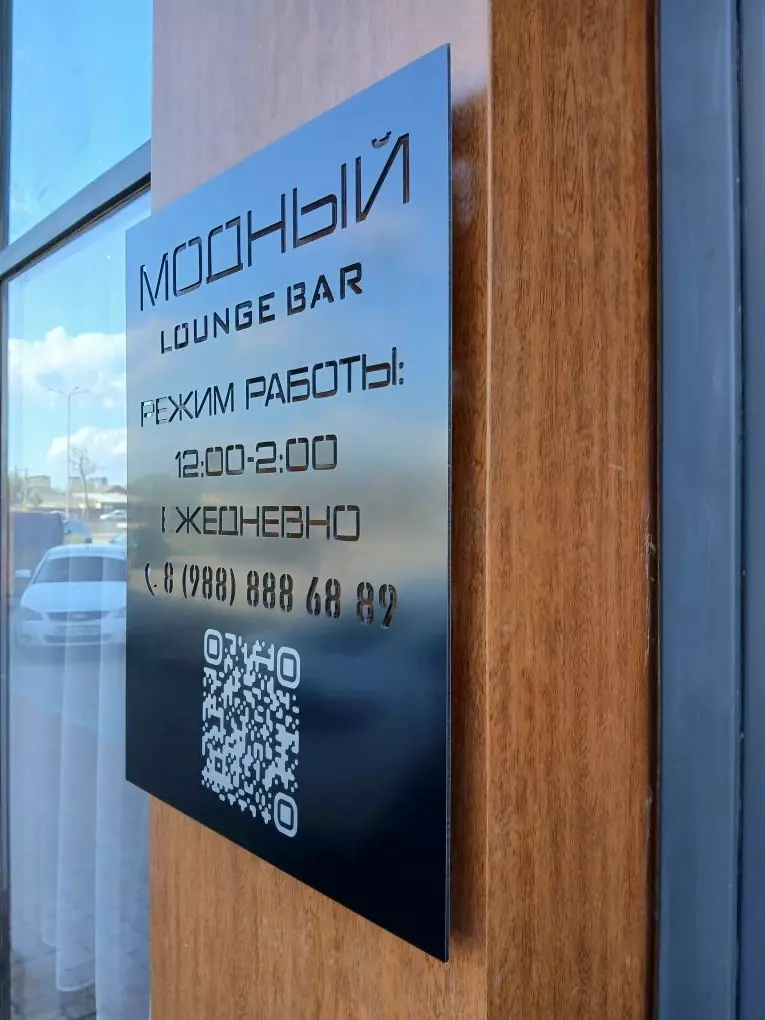 МОДНЫЙ
LOUNGE BAR
РЕЖИМ РАБОТЫ:
12:00-2:00
ЕЖЕДНЕВНО
8 (988) 888 68 89